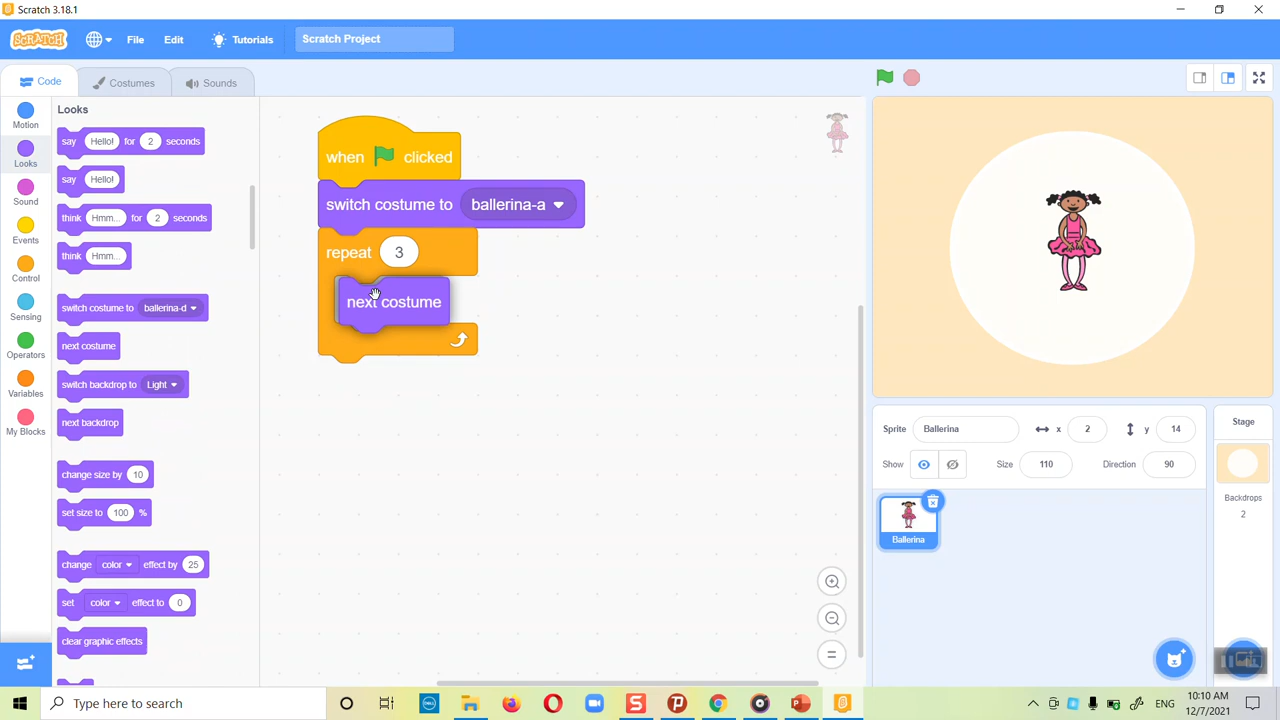 Scratch 3.18.1
SCRATCH File Edit Tutorials Scratch Project
Code Costumes Sounds
Motion
Looks
Sound
Events
Control
Sensing
Operators
Variables
My Blocks
Looks
say Hello! for 2 seconds
say Hello!
think Hmm... for 2 seconds
think Hmm...
switch costume to ballerina-d
next costume
switch backdrop to Light
next backdrop
change size by 10
set size to 100 %
change color effect by 25
set color effect to 0
clear graphic effects
when clicked
switch costume to ballerina-a
repeat 3
next costume
Sprite Ballerina x 2 y 14
Show Size 110 Direction 90
Ballerina
Stage
Backdrops
2
Type here to search
ENG
10:10 AM
12/7/2021